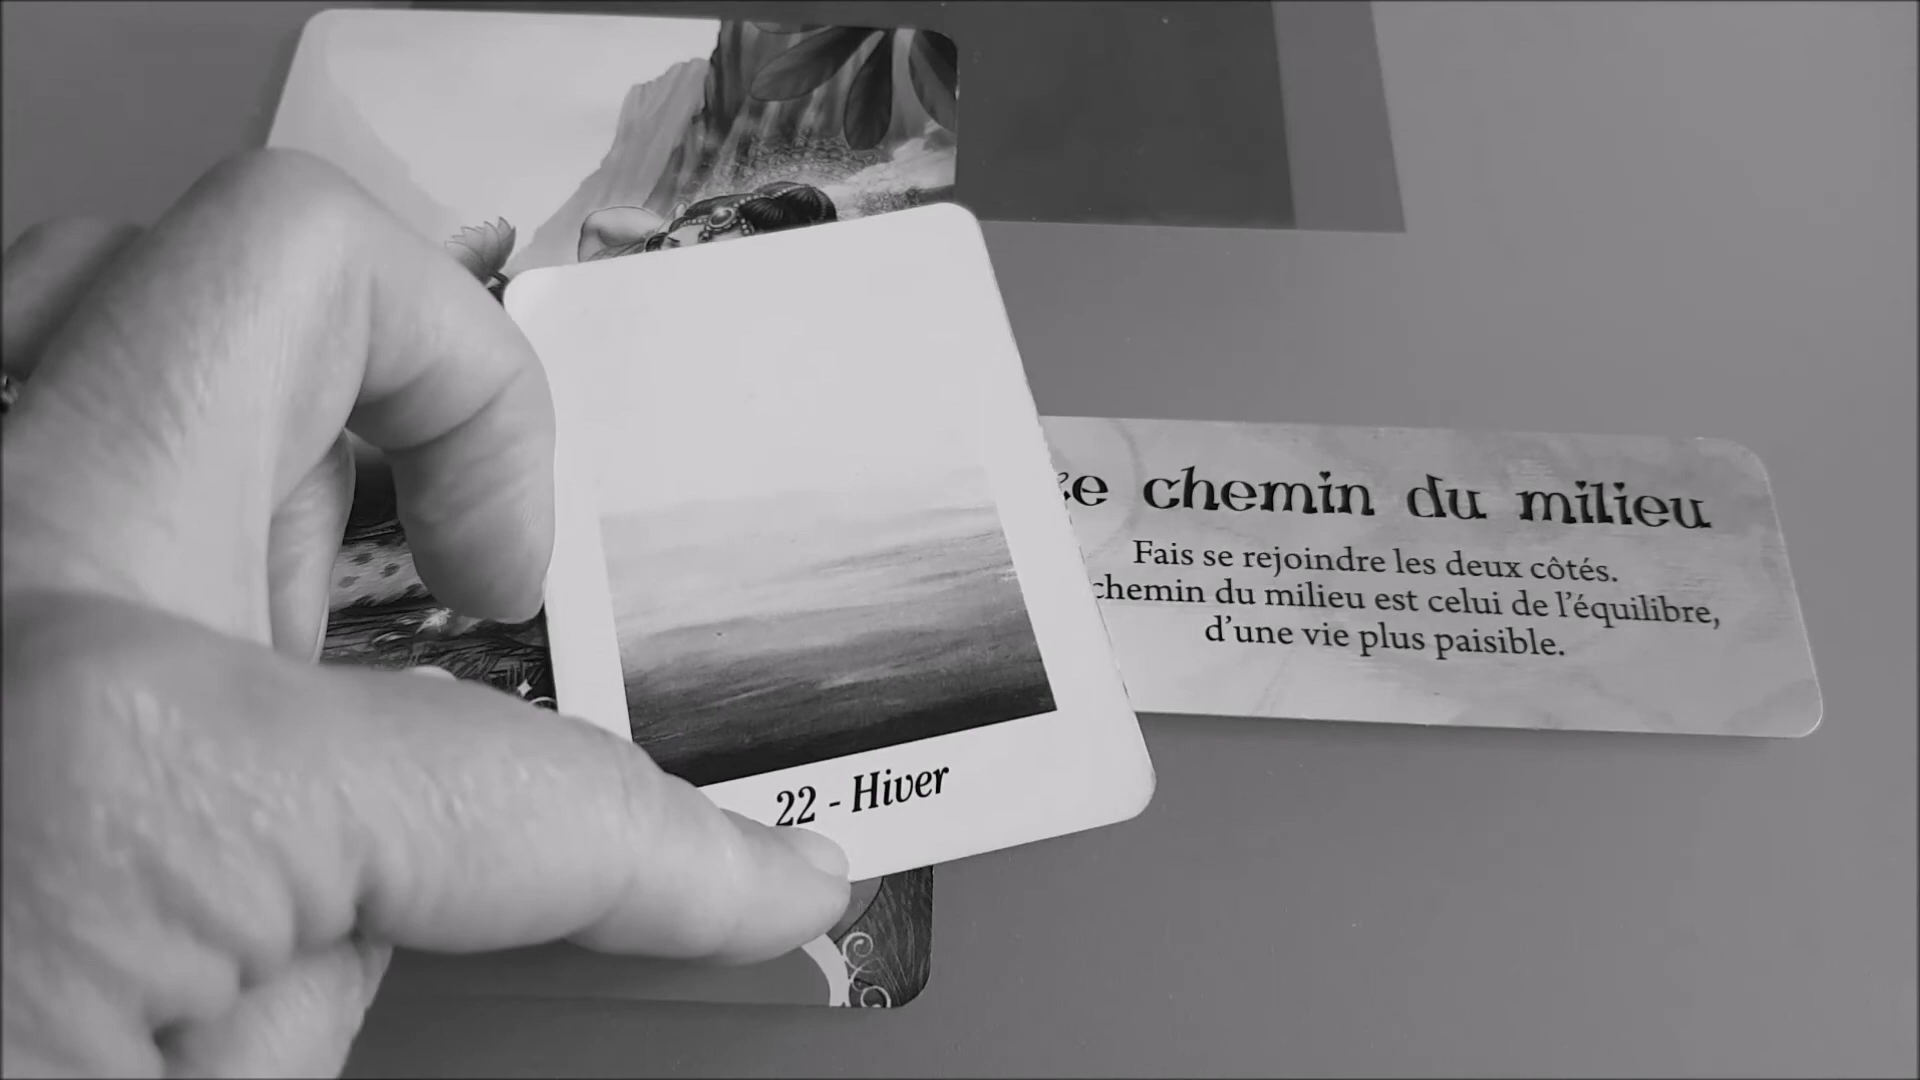 chemin du milieu
Fais se rejoindre les deux côtés.
chemin du milieu est celui de l'équilibre,
d'une vie plus paisible.
22 - Hiver